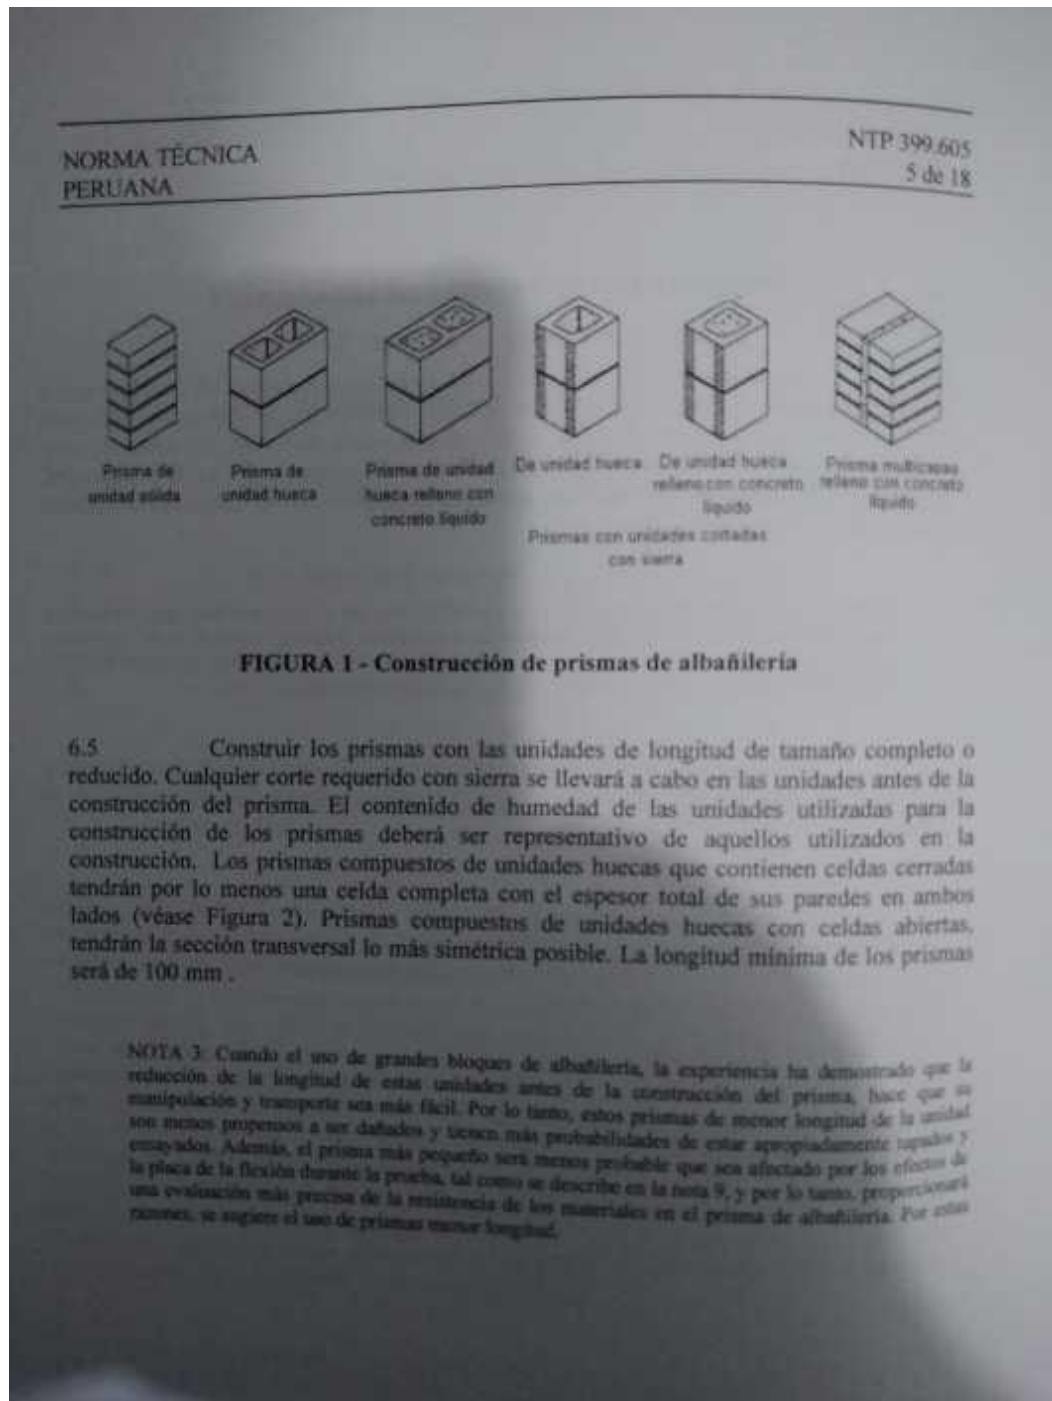 NORMA TÉCNICA
PERUANA
NTP 399.605
5 de 18
Prisma de
unidad sólida
Prisma de
unidad hueca
Prisma de unidad
hueca relleno con
concreto líquido
De unidad hueca
De unidad hueca
relleno con concreto
líquido
Prismas con unidades cortadas
con sierra
Prisma multicapas
relleno con concreto
líquido
FIGURA 1 - Construcción de prismas de albañilería
6.5 Construir los prismas con las unidades de longitud de tamaño completo o
reducido. Cualquier corte requerido con sierra se llevará a cabo en las unidades antes de la
construcción del prisma. El contenido de humedad de las unidades utilizadas para la
construcción de los prismas deberá ser representativo de aquellos utilizados en la
construcción. Los prismas compuestos de unidades huecas que contienen celdas cerradas
tendrán por lo menos una celda completa con el espesor total de sus paredes en ambos
lados (véase Figura 2). Prismas compuestos de unidades huecas con celdas abiertas,
tendrán la sección transversal lo más simétrica posible. La longitud mínima de los prismas
será de 100 mm .
NOTA 3: Cuando el uso de grandes bloques de albañilería, la experiencia ha demostrado que la
reducción de la longitud de estas unidades antes de la construcción del prisma, hace que su
manipulación y transporte sea más fácil. Por lo tanto, estos prismas de menor longitud de la unidad
son menos propensos a ser dañados y tienen más probabilidades de estar apropiadamente tapados y
ensayados. Además, el prisma más pequeño será menos probable que sea afectado por los efectos de
la placa de la flexión durante la prueba, tal como se describe en la nota 9, y por lo tanto, proporcionará
una evaluación más precisa de la resistencia de los materiales en el prisma de albañilería. Por estas
razones, se sugiere el uso de prismas menor longitud.